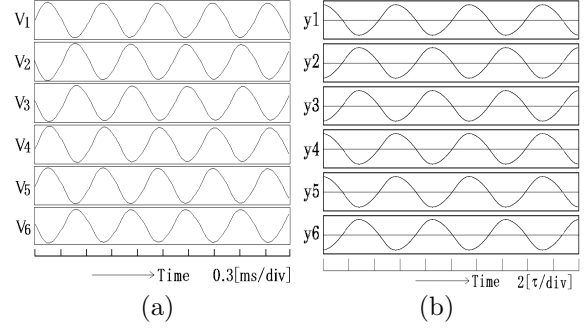 V1
V2
V3
V4
V5
V6
Time 0.3[ms/div]
(a)
y1
y2
y3
y4
y5
y6
Time 2[τ/div]
(b)